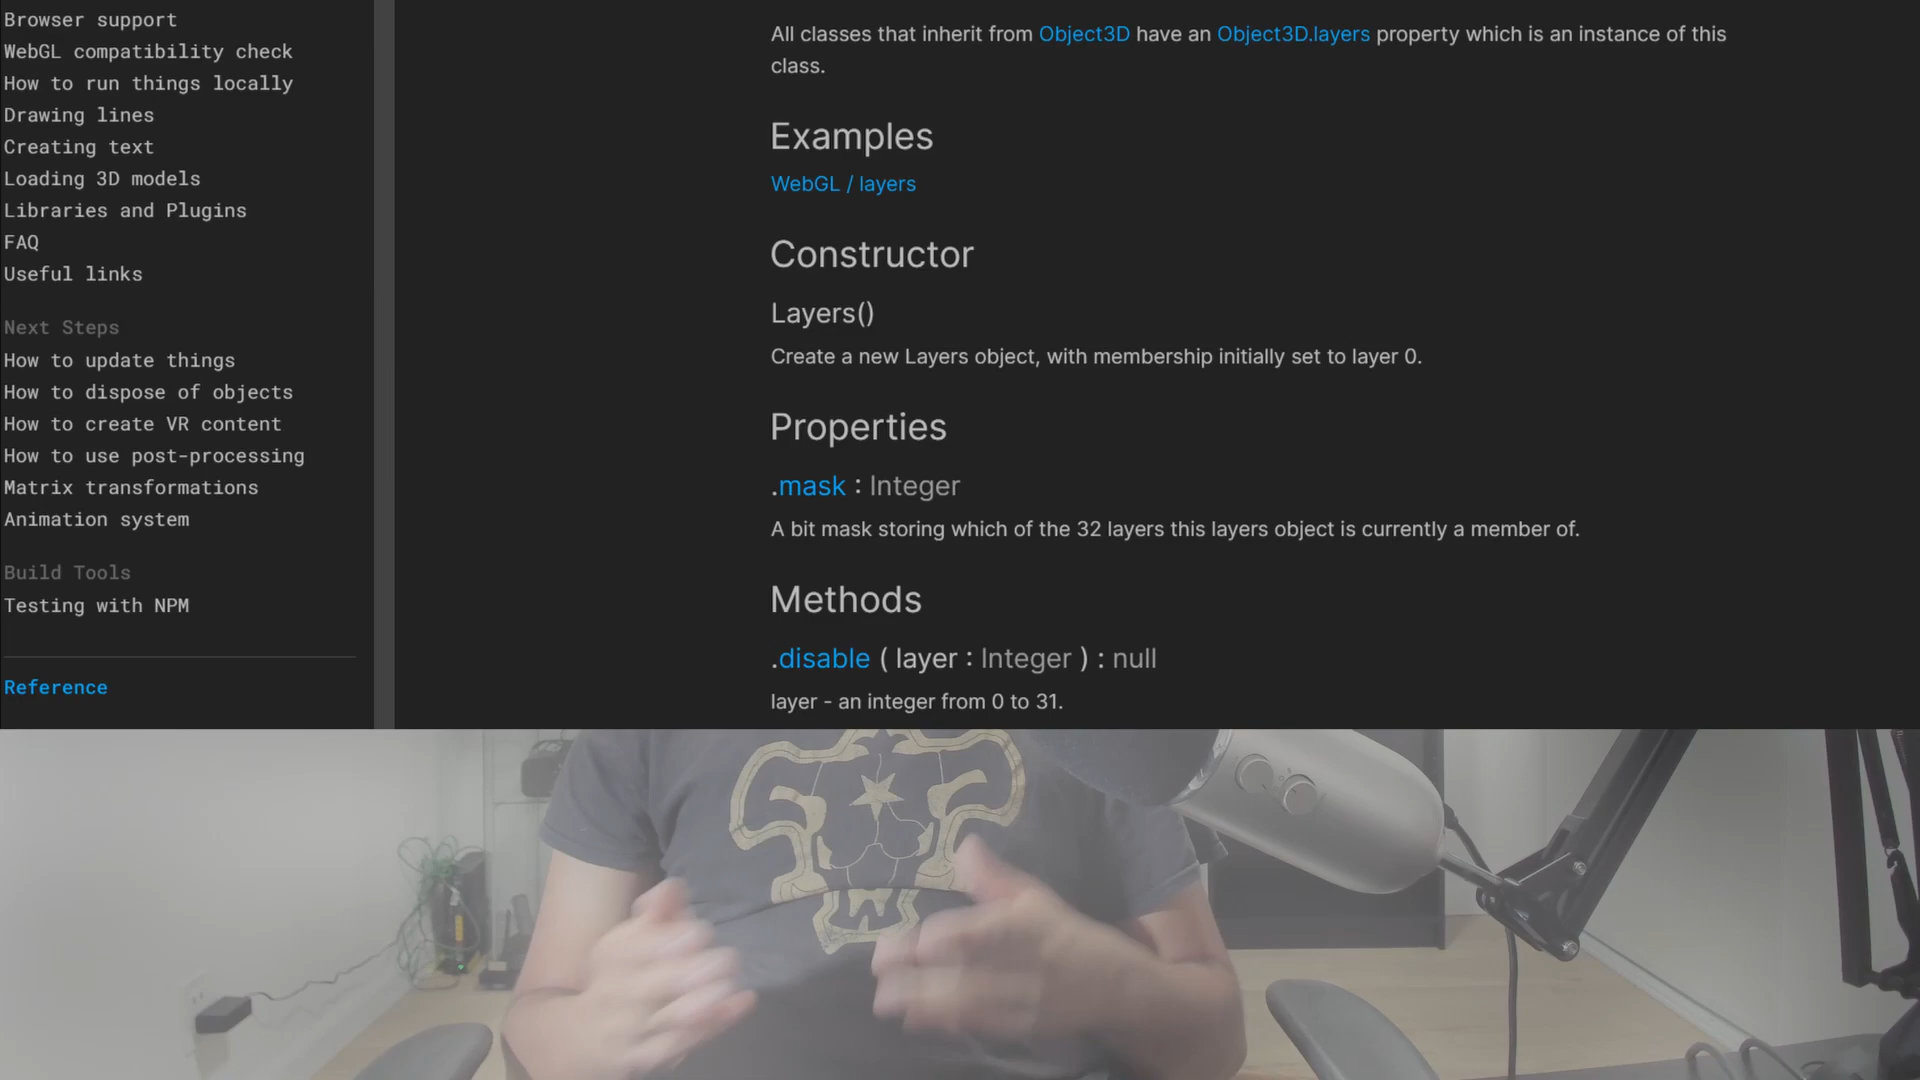 Browser support
WebGL compatibility check
How to run things locally
Drawing lines
Creating text
Loading 3D models
Libraries and Plugins
FAQ
Useful links
Next Steps
How to update things
How to dispose of objects
How to create VR content
How to use post-processing
Matrix transformations
Animation system
Build Tools
Testing with NPM
Reference
All classes that inherit from Object3D have an Object3D.layers property which is an instance of this
class.
Examples
WebGL / layers
Constructor
Layers()
Create a new Layers object, with membership initially set to layer 0.
Properties
.mask : Integer
A bit mask storing which of the 32 layers this layers object is currently a member of.
Methods
.disable ( layer : Integer ) : null
layer - an integer from 0 to 31.